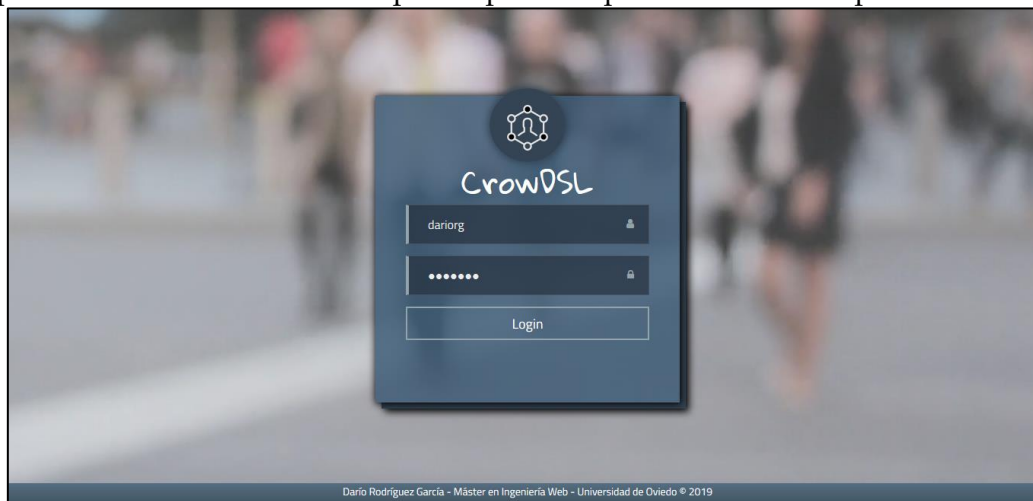 CrowDSL
dariorg
•••••••
Login
Darío Rodríguez García - Máster en Ingeniería Web - Universidad de Oviedo © 2019